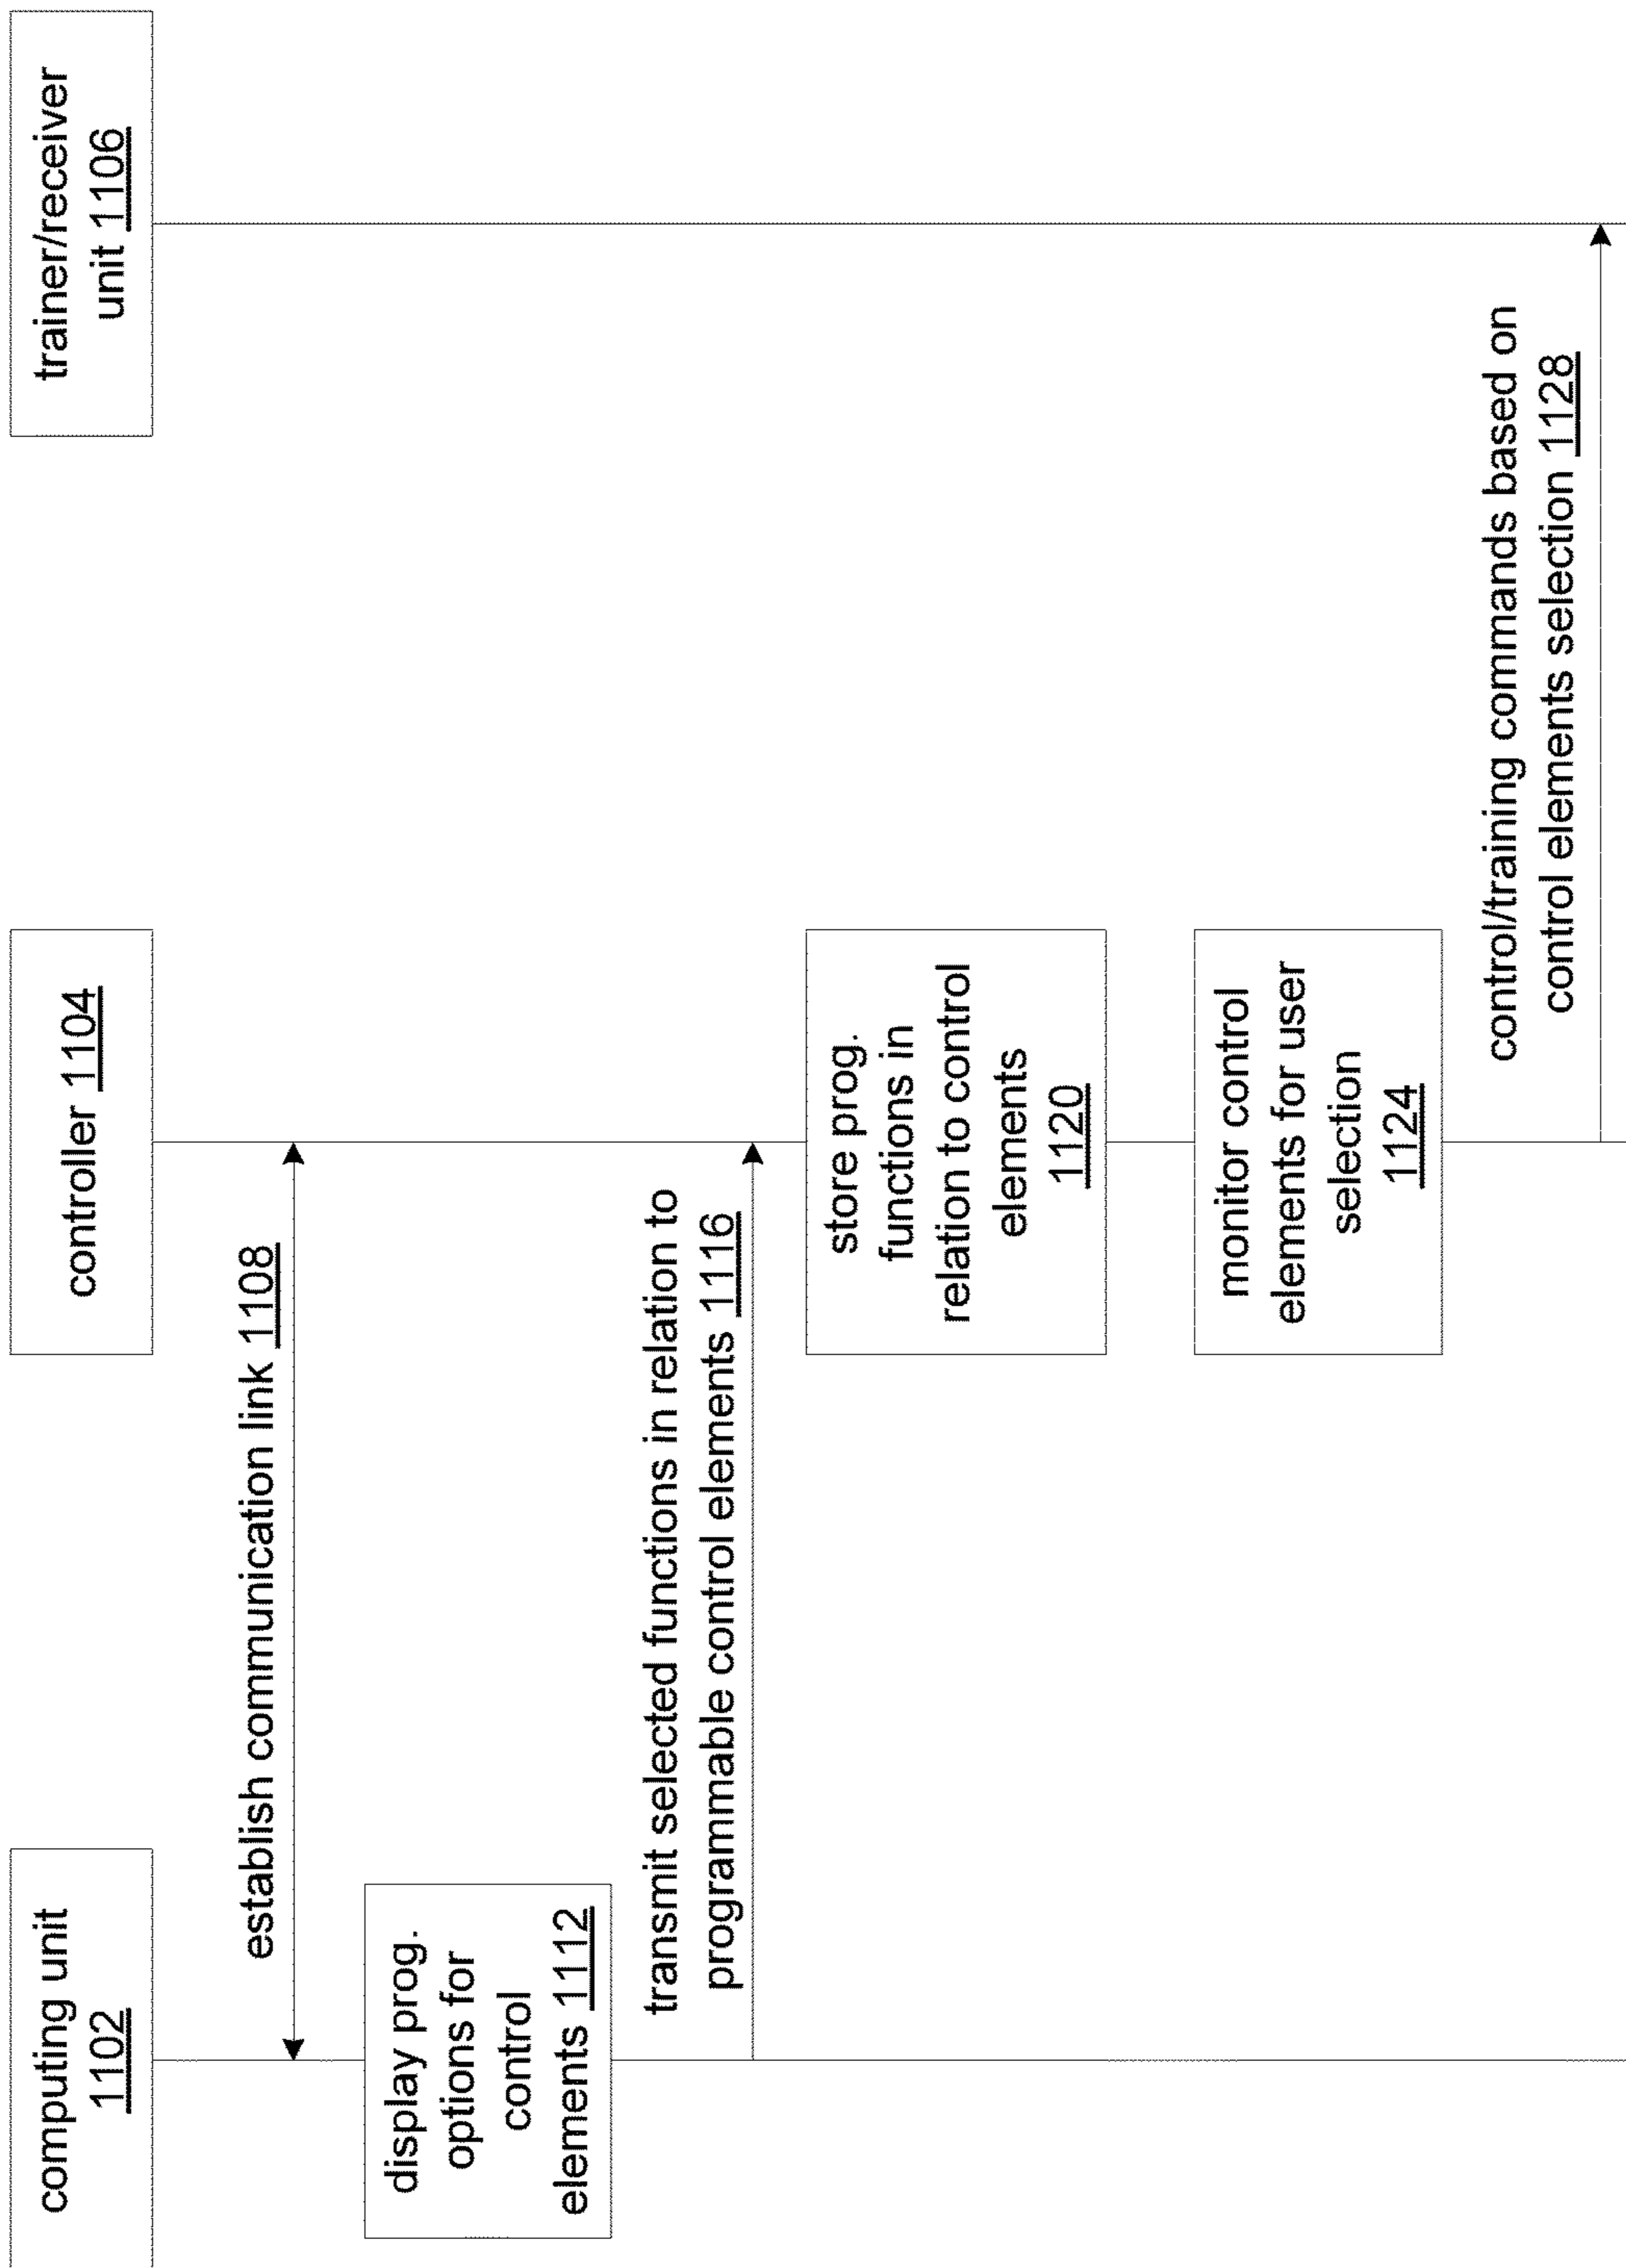 computing unit
1102
controller 1104
trainer/receiver
unit 1106
establish communication link 1108
display prog.
options for
control
elements 1112
transmit selected functions in relation to
programmable control elements 1116
store prog.
functions in
relation to control
elements
1120
monitor control
elements for user
selection
1124
control/training commands based on
control elements selection 1128